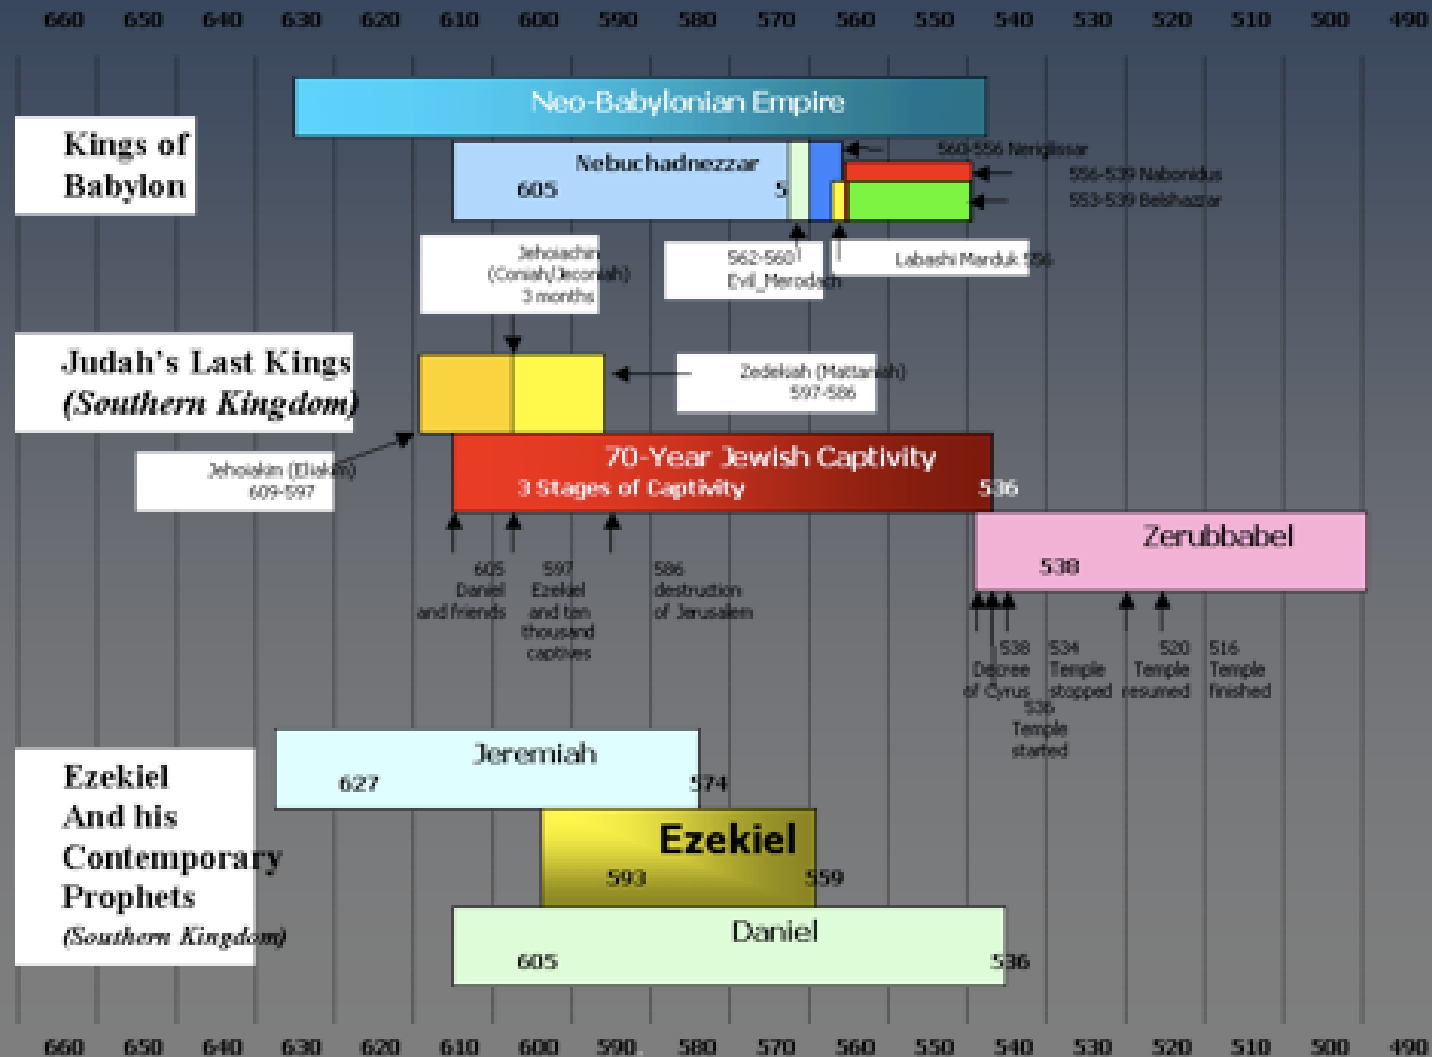 660 650 640 630 620 610 600 590 580 570 560 550 540 530 520 510 500 490
Neo-Babylonian Empire
Kings of
Babylon
Nebuchadnezzar
605 5
560-556 Neriglissar
556-539 Nabonidus
553-539 Belshazzar
Jehoiachin
(Coniah/Jeconiah)
3 months
562-560
Evil_Merodach
Labashi Marduk 556
Judah's Last Kings
(Southern Kingdom)
Zedekiah (Mattaniah)
597-586
Jehoiakim (Eliakim)
609-597
70-Year Jewish Captivity
3 Stages of Captivity
536
Zerubbabel
538
605
Daniel
and friends
597
Ezekiel
and ten
thousand
captives
586
destruction
of Jerusalem
538
Decree
of Cyrus
534
Temple
stopped
520
Temple
resumed
516
Temple
finished
536
Temple
started
Jeremiah
627 574
Ezekiel
And his
Contemporary
Prophets
(Southern Kingdom)
Ezekiel
593 559
Daniel
605 536
660 650 640 630 620 610 600 590 580 570 560 550 540 530 520 510 500 490